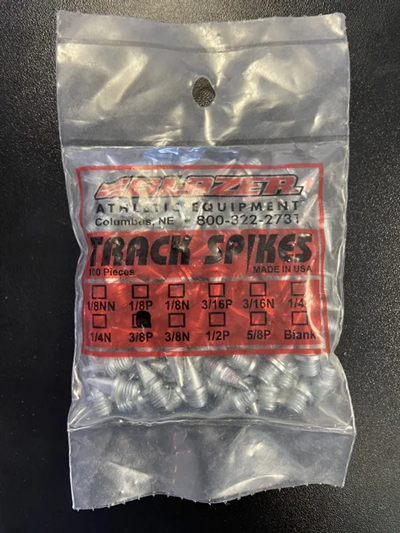 GLAZER
ATHLETIC EQUIPMENT
Columbus, NE - 800-322-2731
TRACK SPIKES
100 Pieces MADE IN USA
1/8NN 1/8P 1/8N 3/16P 3/16N 1/4
1/4N 3/8P 3/8N 1/2P 5/8P Blank